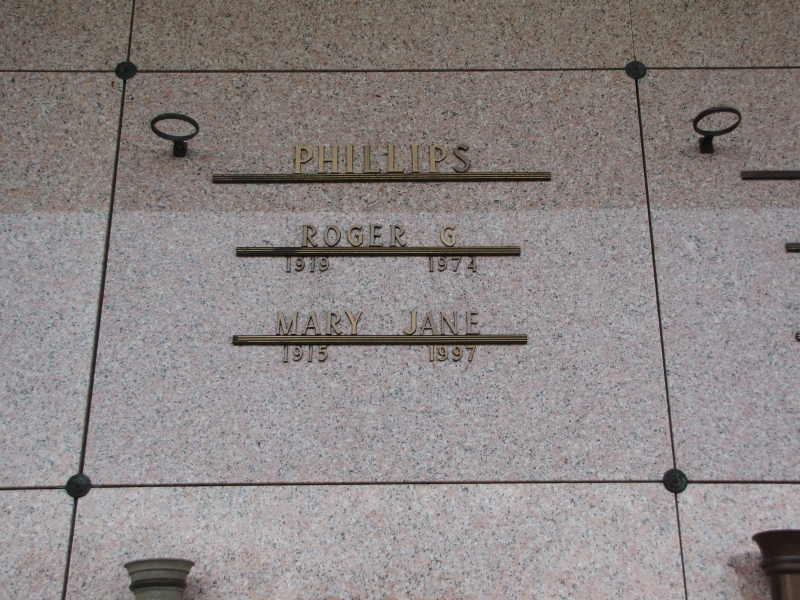 PHILLIPS
ROGER G.
1919 1974
MARY JANE
1915 1997